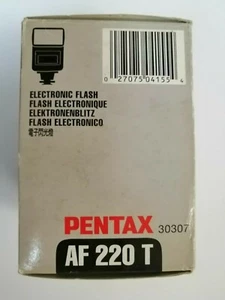 0 27075 04155 4
ELECTRONIC FLASH
FLASH ELECTRONIQUE
ELEKTRONENBLITZ
FLASH ELECTRONICO
電子閃光燈
PENTAX 30307
AF 220 T